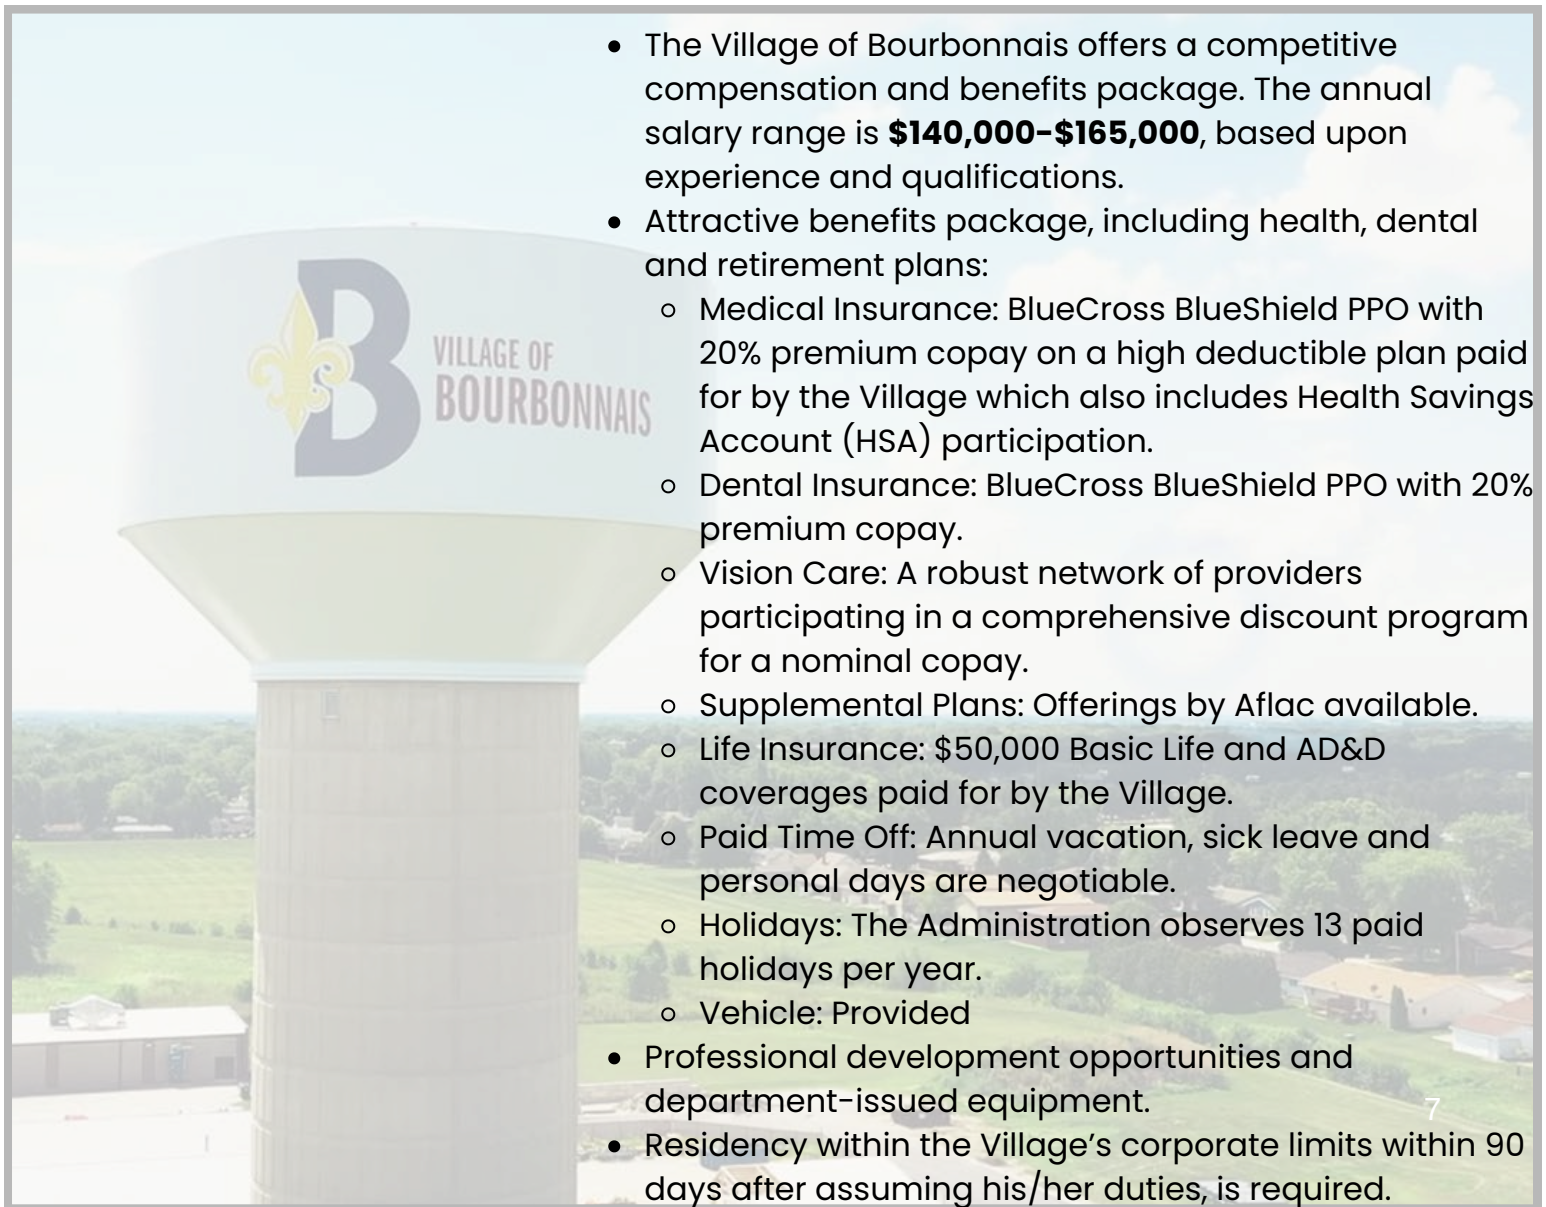 VILLAGE OF
BOURBONNAIS
• The Village of Bourbonnais offers a competitive
compensation and benefits package. The annual
salary range is $140,000-$165,000, based upon
experience and qualifications.
• Attractive benefits package, including health, dental
and retirement plans:
◦ Medical Insurance: BlueCross BlueShield PPO with
20% premium copay on a high deductible plan paid
for by the Village which also includes Health Savings
Account (HSA) participation.
◦ Dental Insurance: BlueCross BlueShield PPO with 20%
premium copay.
◦ Vision Care: A robust network of providers
participating in a comprehensive discount program
for a nominal copay.
◦ Supplemental Plans: Offerings by Aflac available.
◦ Life Insurance: $50,000 Basic Life and AD&D
coverages paid for by the Village.
◦ Paid Time Off: Annual vacation, sick leave and
personal days are negotiable.
◦ Holidays: The Administration observes 13 paid
holidays per year.
◦ Vehicle: Provided
• Professional development opportunities and
department-issued equipment.
7
• Residency within the Village’s corporate limits within 90
days after assuming his/her duties, is required.